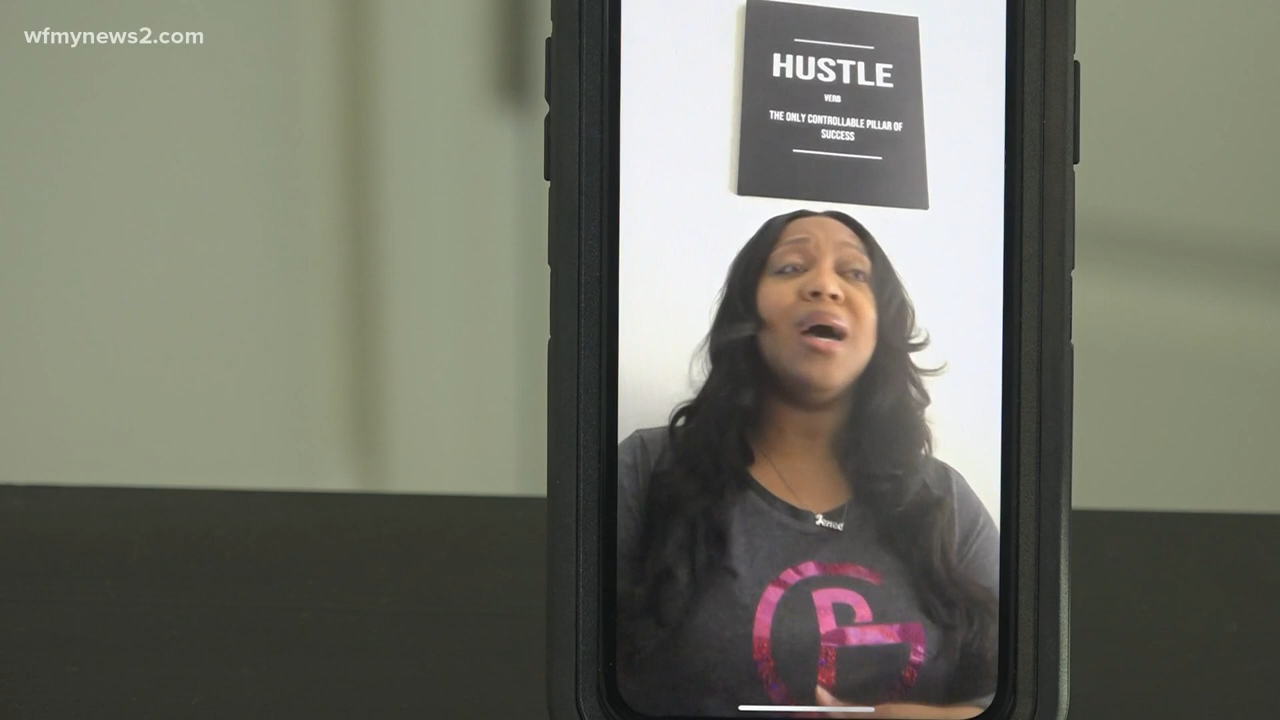 wfmynews2.com
HUSTLE
VERB
THE ONLY CONTROLLABLE PILLAR OF
SUCCESS